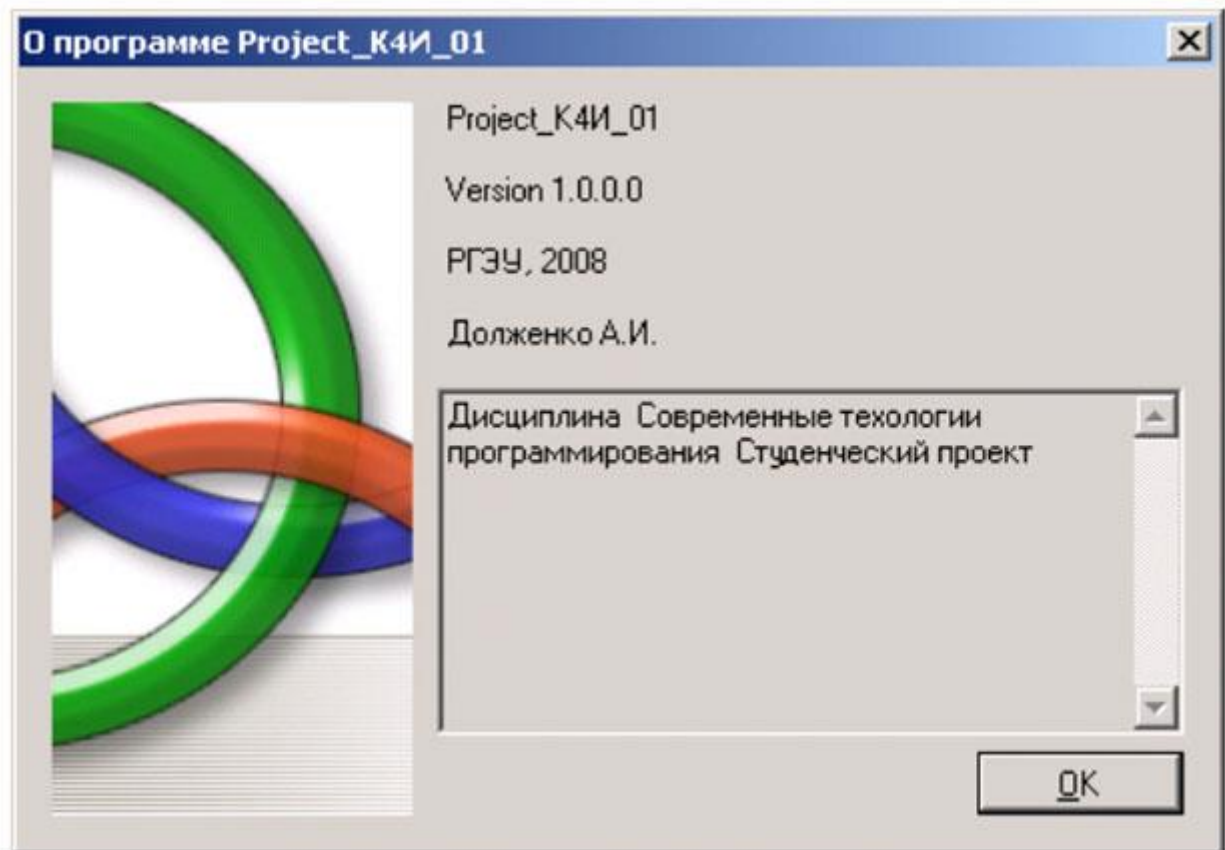 О программе Project_К4И_01
Project_К4И_01
Version 1.0.0.0
РГЭУ, 2008
Долженко А.И.
Дисциплина Современные техологии
программирования Студенческий проект
OK